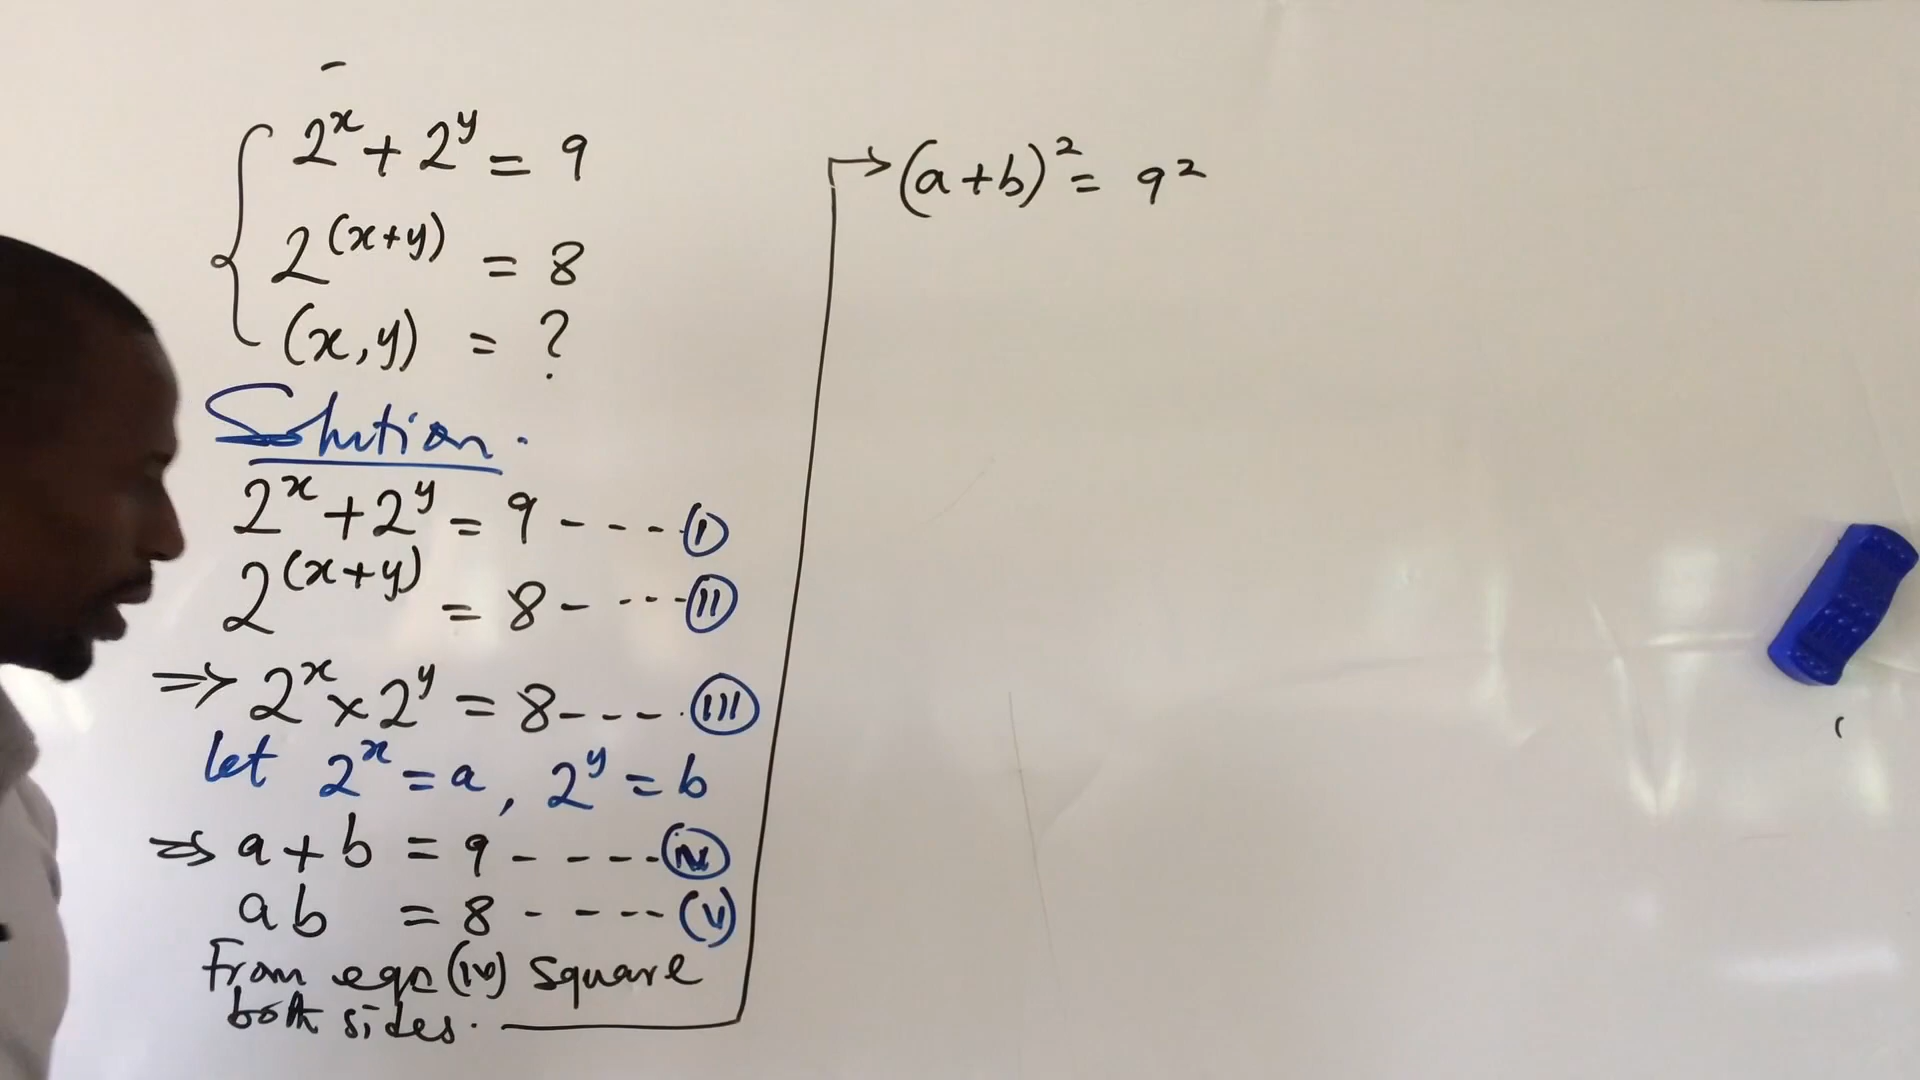 2^x + 2^y = 9
2^(x+y) = 8
(x,y) = ?
Solution.
2^x + 2^y = 9 - - - - (I)
2^(x+y) = 8 - - - - (II)
⇒ 2^x × 2^y = 8 - - - - (III)
let 2^x = a, 2^y = b
⇒ a + b = 9 - - - - (IV)
ab = 8 - - - - (V)
From eqn (iv) square
both sides.
→ (a+b)^2 = 9^2